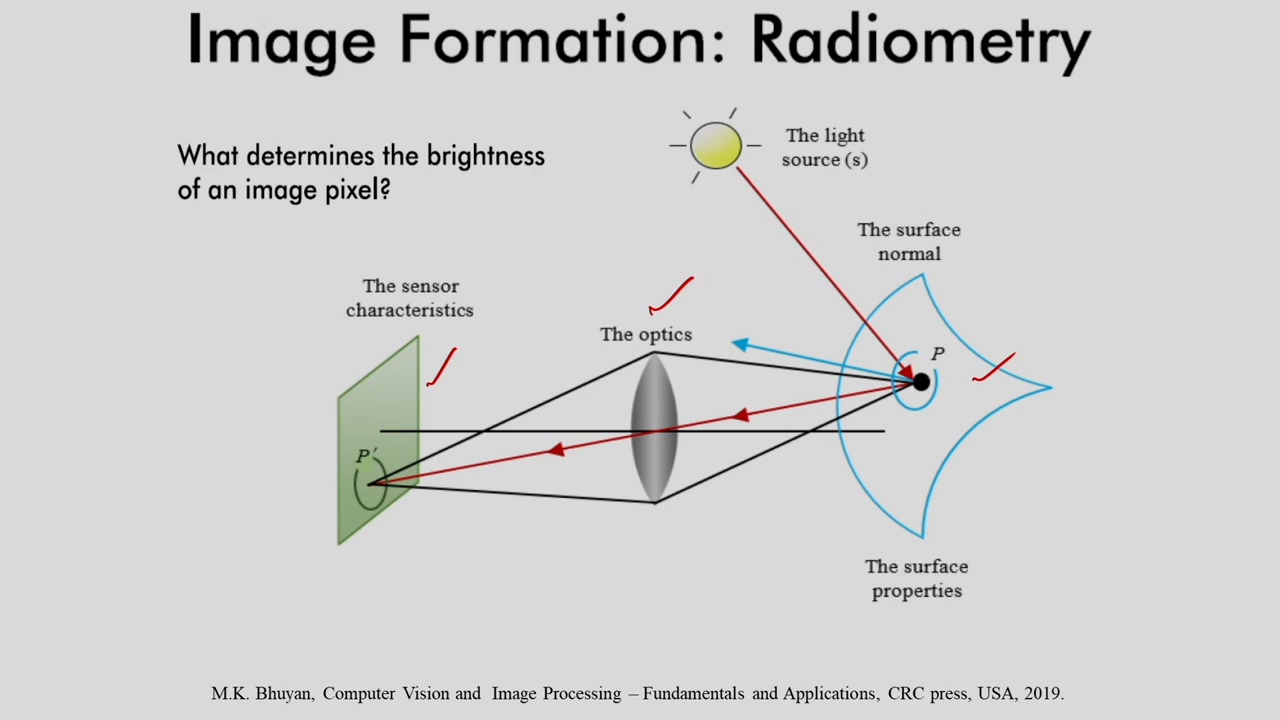 Image Formation: Radiometry
What determines the brightness
of an image pixel?
The light
source (s)
The surface
normal
The sensor
characteristics
The optics
P
P′
The surface
properties
M.K. Bhuyan, Computer Vision and Image Processing – Fundamentals and Applications, CRC press, USA, 2019.